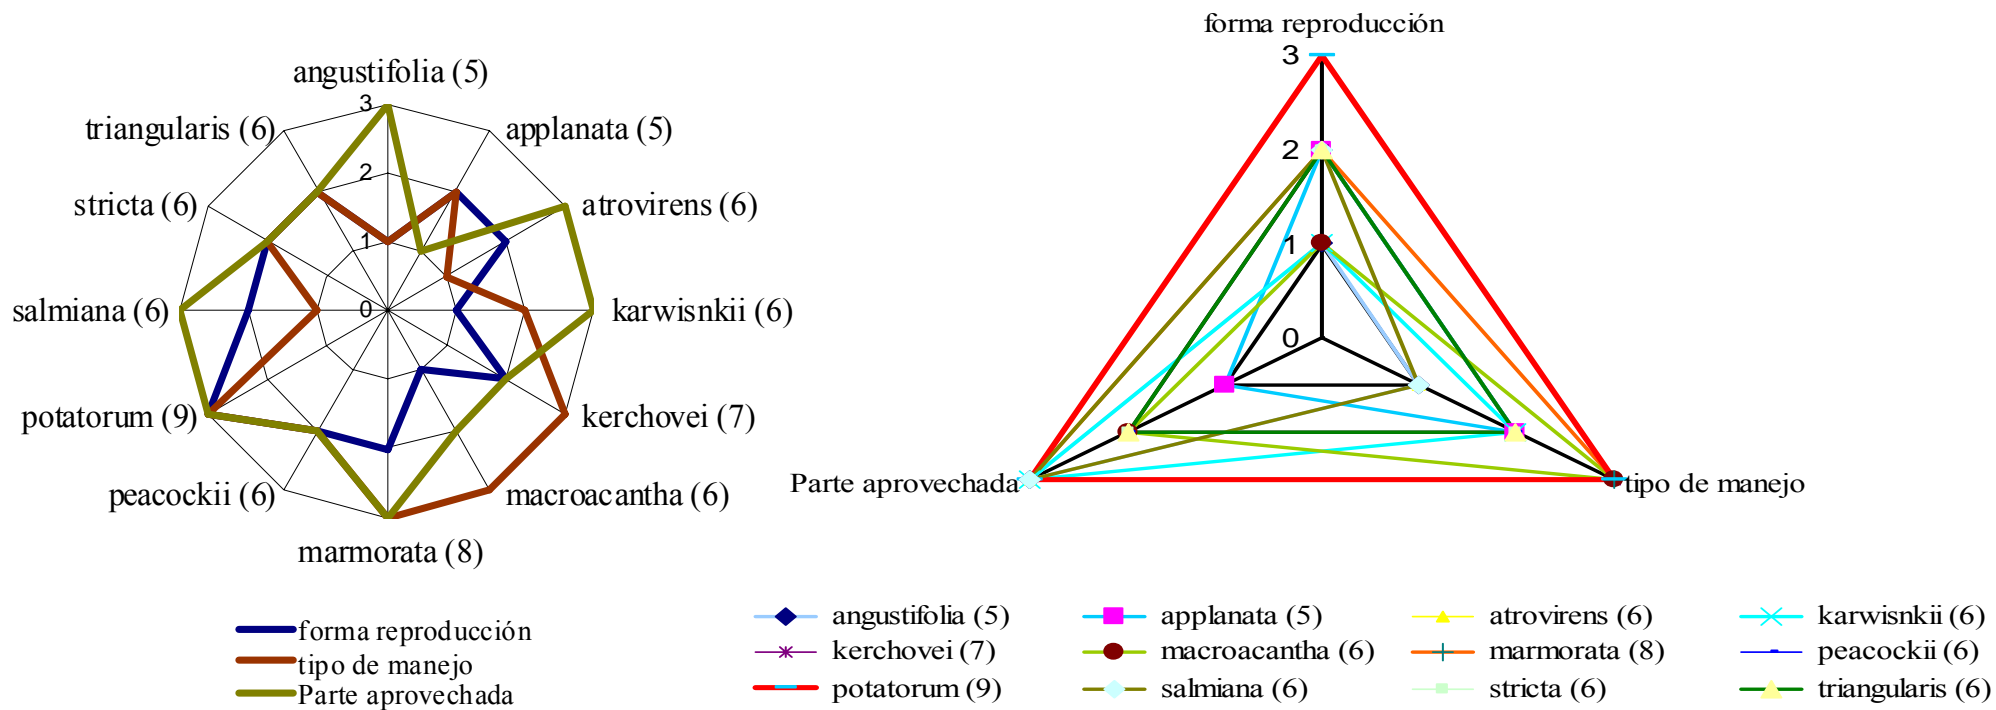 angustifolia (5)
applanata (5)
atrovirens (6)
karwisnkii (6)
kerchovei (7)
macroacantha (6)
marmorata (8)
peacockii (6)
potatorum (9)
salmiana (6)
stricta (6)
triangularis (6)
3
2
1
0
forma reproducción
tipo de manejo
Parte aprovechada
forma reproducción
3
2
1
0
Parte aprovechada
tipo de manejo
angustifolia (5) applanata (5) atrovirens (6) karwisnkii (6)
kerchovei (7) macroacantha (6) marmorata (8) peacockii (6)
potatorum (9) salmiana (6) stricta (6) triangularis (6)